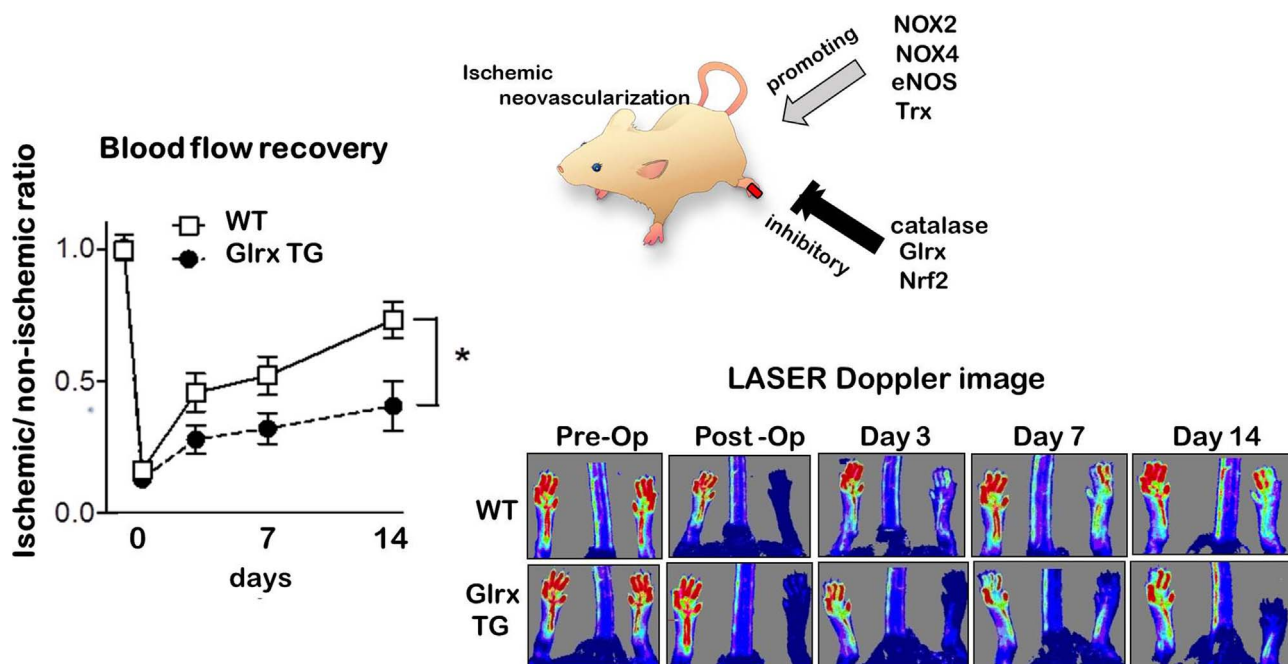 NOX2
NOX4
eNOS
Trx
promoting
Ischemic
neovascularization
inhibitory
catalase
Glrx
Nrf2
Blood flow recovery
WT
Glrx TG
Ischemic/ non-ischemic ratio
1.0
0.5
0.0
*
0 7 14
days
LASER Doppler image
Pre-Op Post -Op Day 3 Day 7 Day 14
WT
Glrx
TG